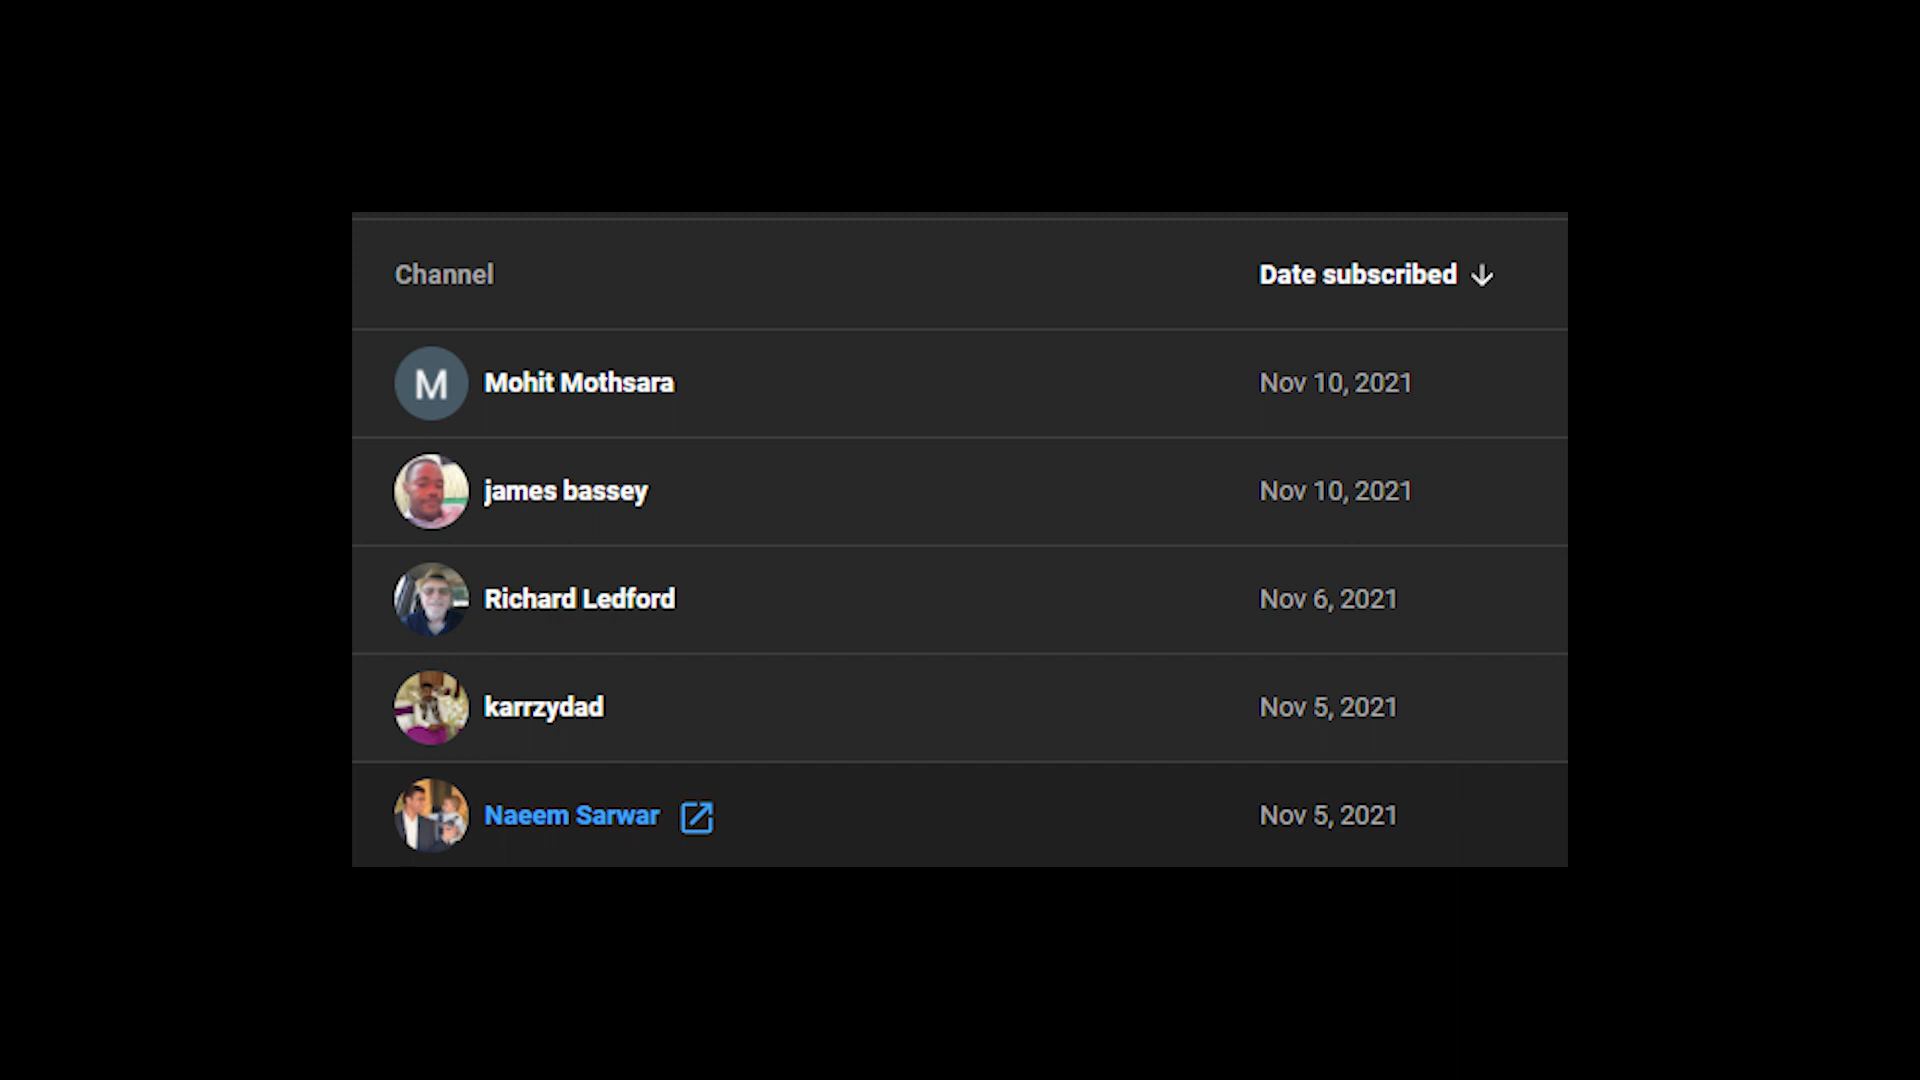 Channel Date subscribed
M Mohit Mothsara Nov 10, 2021
james bassey Nov 10, 2021
Richard Ledford Nov 6, 2021
karrzydad Nov 5, 2021
Naeem Sarwar Nov 5, 2021